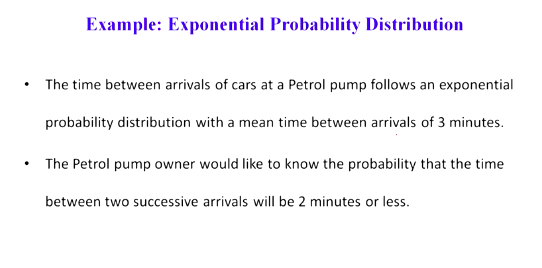 Example: Exponential Probability Distribution
• The time between arrivals of cars at a Petrol pump follows an exponential
probability distribution with a mean time between arrivals of 3 minutes.
• The Petrol pump owner would like to know the probability that the time
between two successive arrivals will be 2 minutes or less.